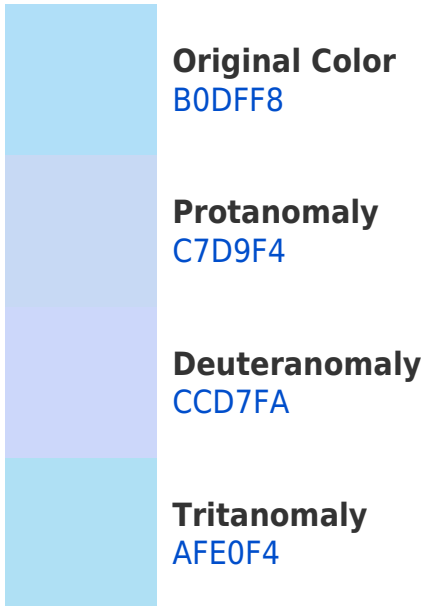 Original Color
B0DFF8
Protanomaly
C7D9F4
Deuteranomaly
CCD7FA
Tritanomaly
AFE0F4